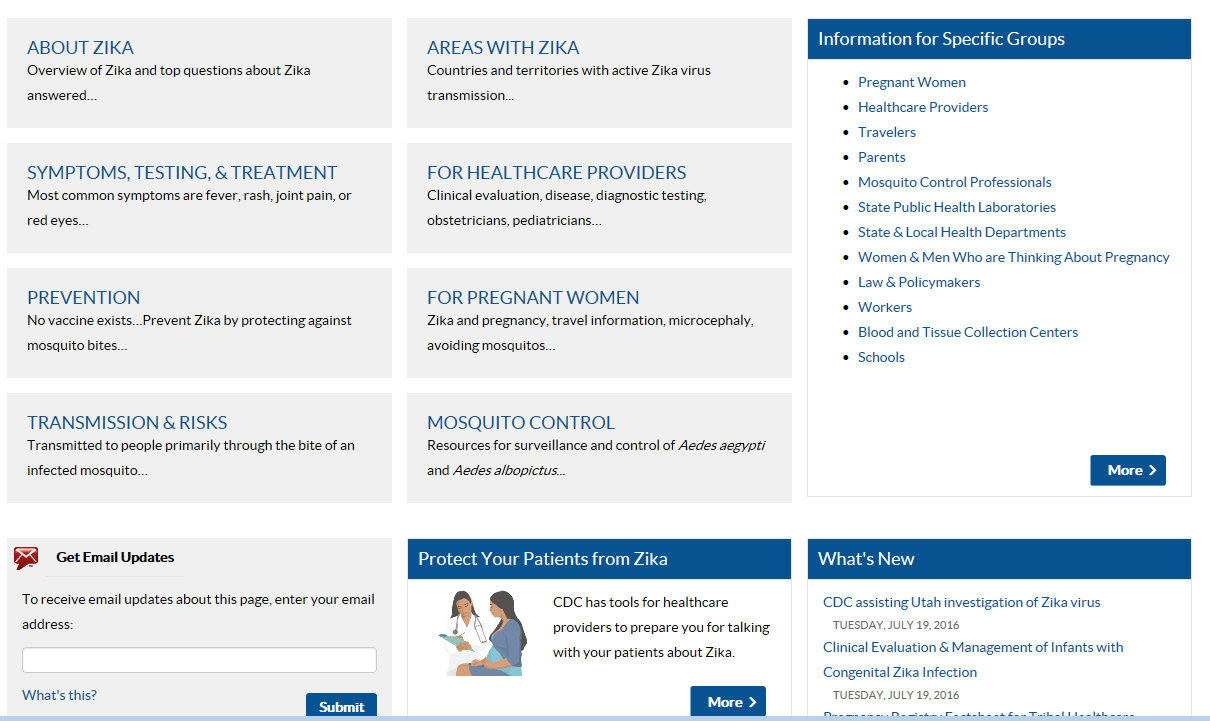 ABOUT ZIKA
Overview of Zika and top questions about Zika
answered...
AREAS WITH ZIKA
Countries and territories with active Zika virus
transmission...
SYMPTOMS, TESTING, & TREATMENT
Most common symptoms are fever, rash, joint pain, or
red eyes...
FOR HEALTHCARE PROVIDERS
Clinical evaluation, disease, diagnostic testing,
obstetricians, pediatricians...
PREVENTION
No vaccine exists...Prevent Zika by protecting against
mosquito bites...
FOR PREGNANT WOMEN
Zika and pregnancy, travel information, microcephaly,
avoiding mosquitos...
TRANSMISSION & RISKS
Transmitted to people primarily through the bite of an
infected mosquito...
MOSQUITO CONTROL
Resources for surveillance and control of Aedes aegypti
and Aedes albopictus...
Information for Specific Groups
Pregnant Women
Healthcare Providers
Travelers
Parents
Mosquito Control Professionals
State Public Health Laboratories
State & Local Health Departments
Women & Men Who are Thinking About Pregnancy
Law & Policymakers
Workers
Blood and Tissue Collection Centers
Schools
More
Get Email Updates
To receive email updates about this page, enter your email
address:
What's this?
Submit
Protect Your Patients from Zika
CDC has tools for healthcare
providers to prepare you for talking
with your patients about Zika.
More
What's New
CDC assisting Utah investigation of Zika virus
TUESDAY, JULY 19, 2016
Clinical Evaluation & Management of Infants with
Congenital Zika Infection
TUESDAY, JULY 19, 2016
Pregnancy Registry Factsheet for Tribal Healthcare